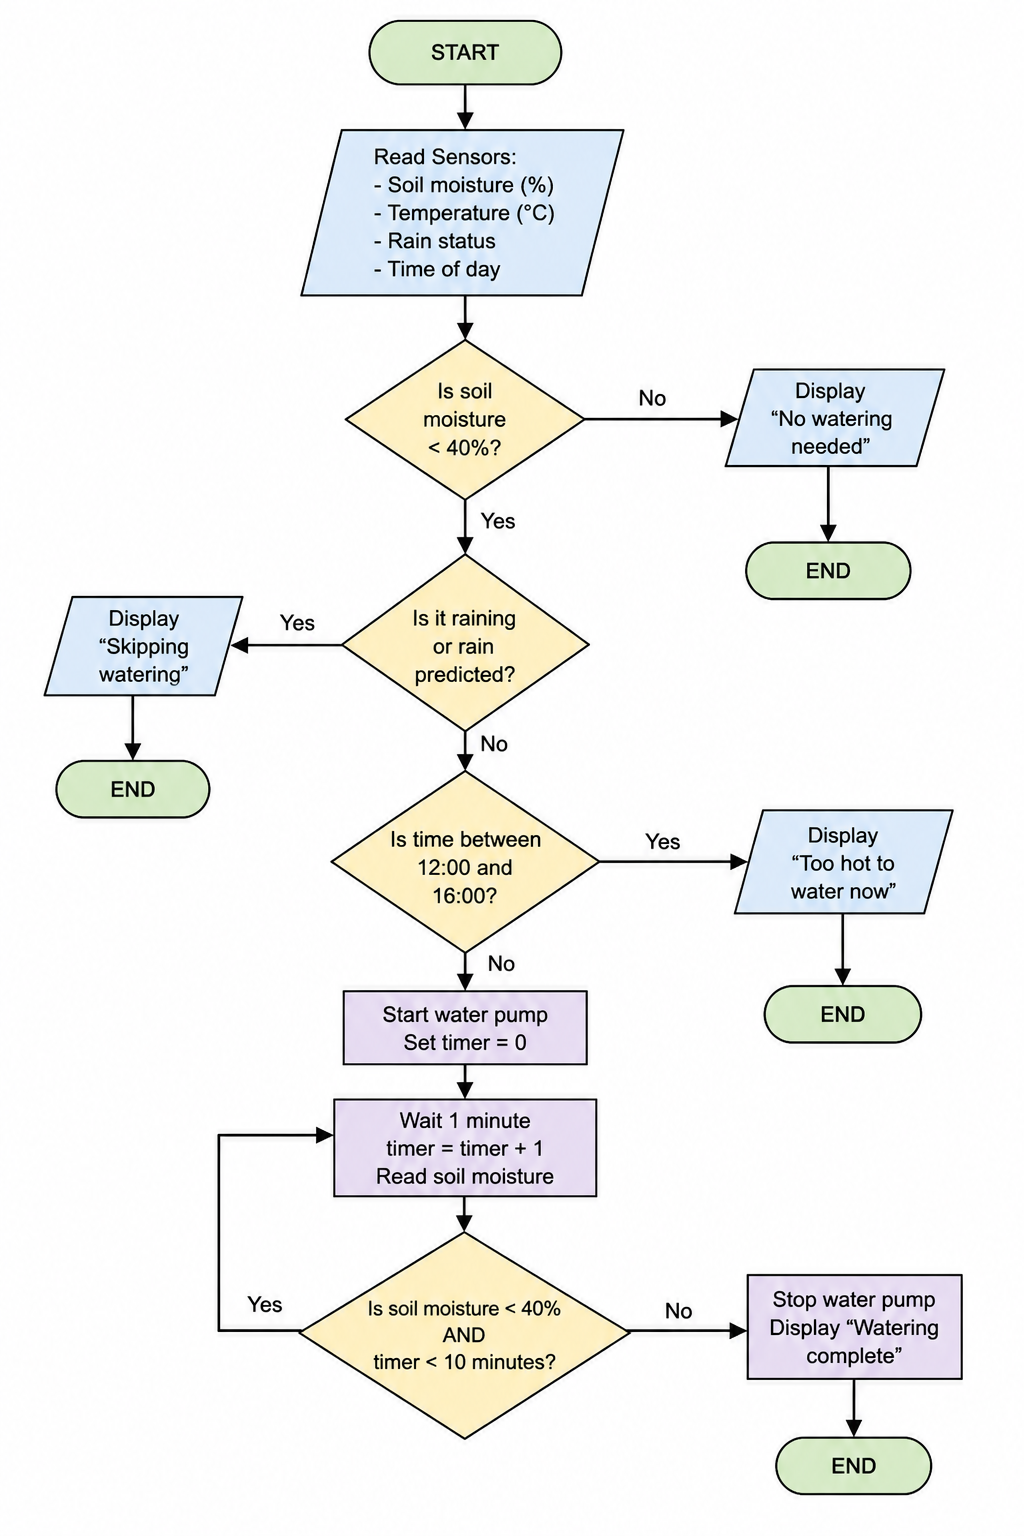 START
Read Sensors:
- Soil moisture (%)
- Temperature (°C)
- Rain status
- Time of day
Is soil
moisture
< 40%?
No
Display
“No watering
needed”
END
Yes
Is it raining
or rain
predicted?
Yes
Display
“Skipping
watering”
END
No
Is time between
12:00 and
16:00?
Yes
Display
“Too hot to
water now”
END
No
Start water pump
Set timer = 0
Wait 1 minute
timer = timer + 1
Read soil moisture
Is soil moisture < 40%
AND
timer < 10 minutes?
Yes
No
Stop water pump
Display “Watering
complete”
END